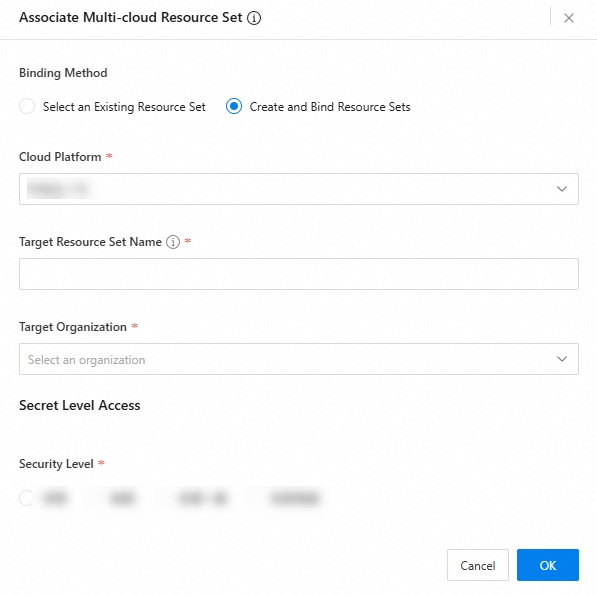 Associate Multi-cloud Resource Set
Binding Method
Select an Existing Resource Set Create and Bind Resource Sets
Cloud Platform *
Target Resource Set Name *
Target Organization *
Select an organization
Secret Level Access
Security Level *
Cancel OK